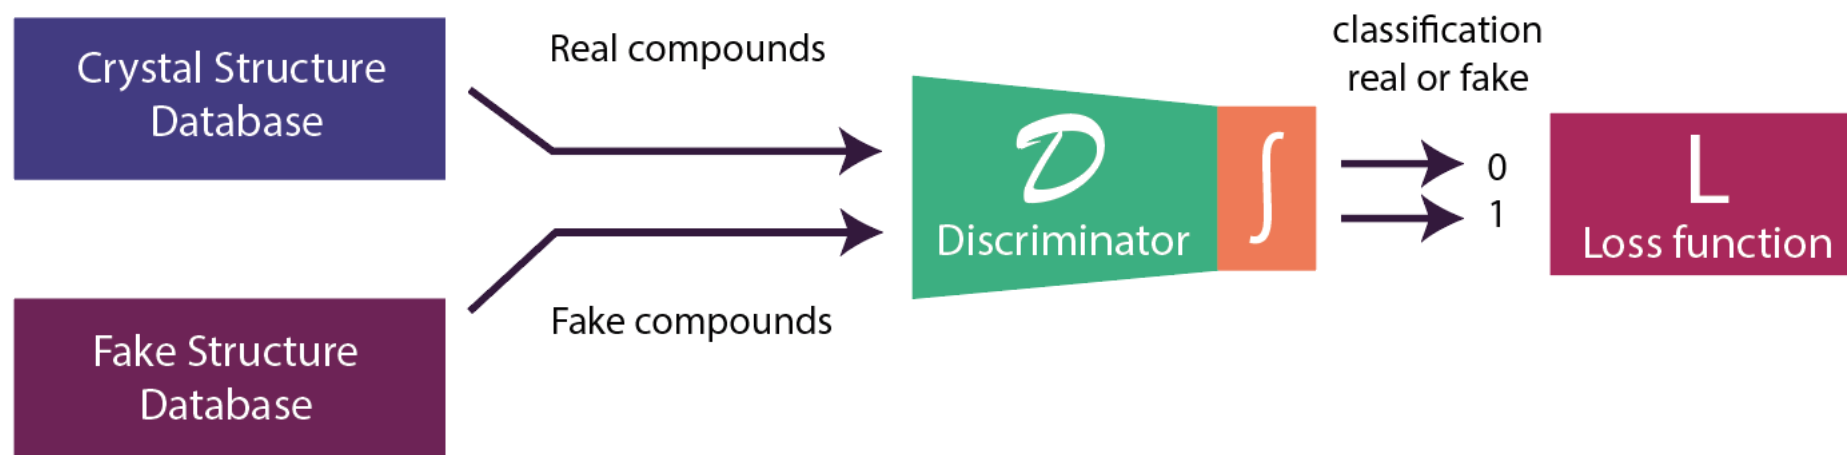 Crystal Structure
Database
Real compounds
Fake Structure
Database
Fake compounds
D
Discriminator
∫
classification
real or fake
0
1
L
Loss function